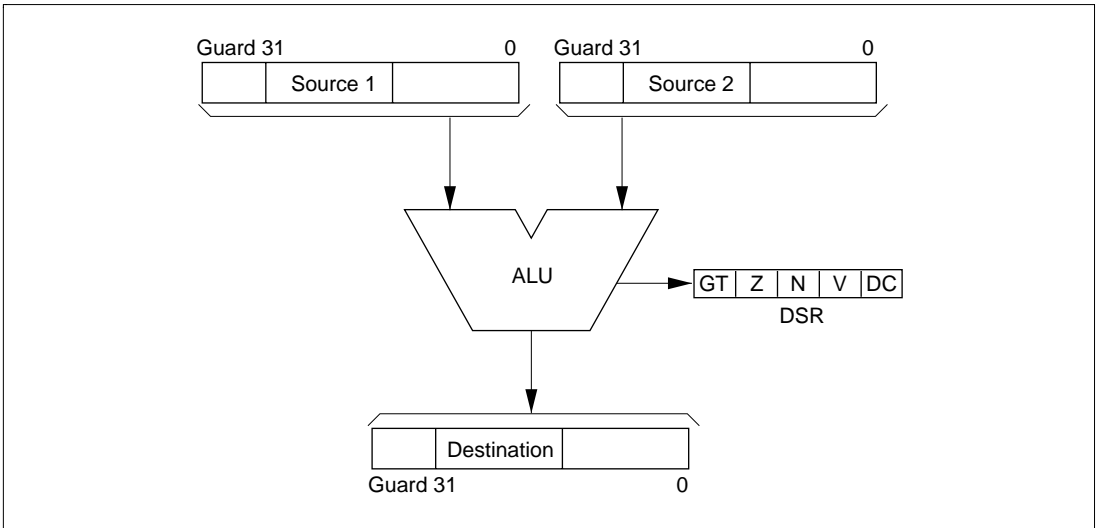 Guard 31 0 Guard 31 0
Source 1 Source 2
ALU
GT Z N V DC
DSR
Destination
Guard 31 0